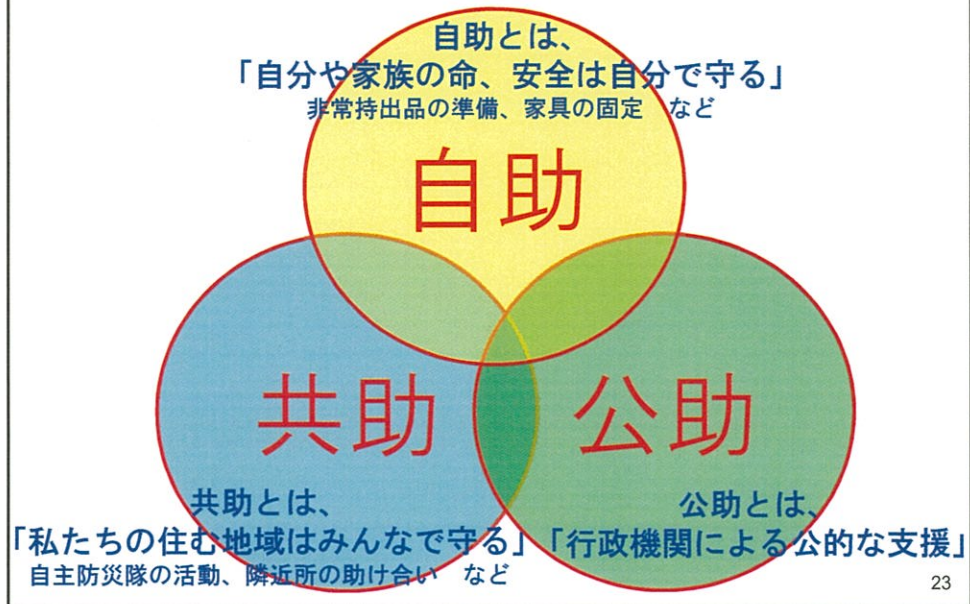 自助とは、
「自分や家族の命、安全は自分で守る」
非常持出品の準備、家具の固定　など
自助
共助
公助
共助とは、
「私たちの住む地域はみんなで守る」
自主防災隊の活動、隣近所の助け合い　など
公助とは、
「行政機関による公的な支援」
23